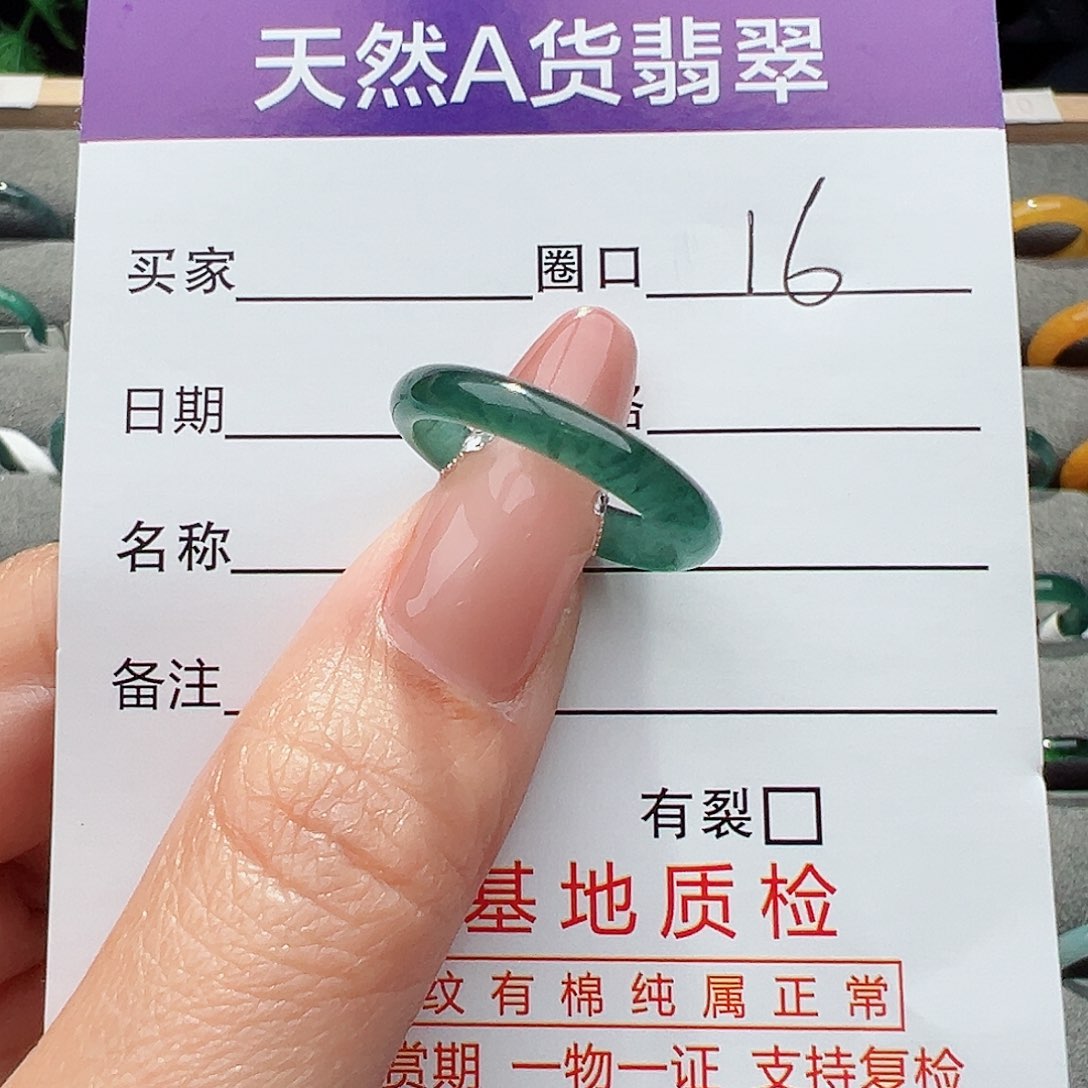 天然A货翡翠
买家 圈口 16
日期
名称
备注
有裂□
基地质检
纹有棉纯属正常
赏期 一物一证 支持复检